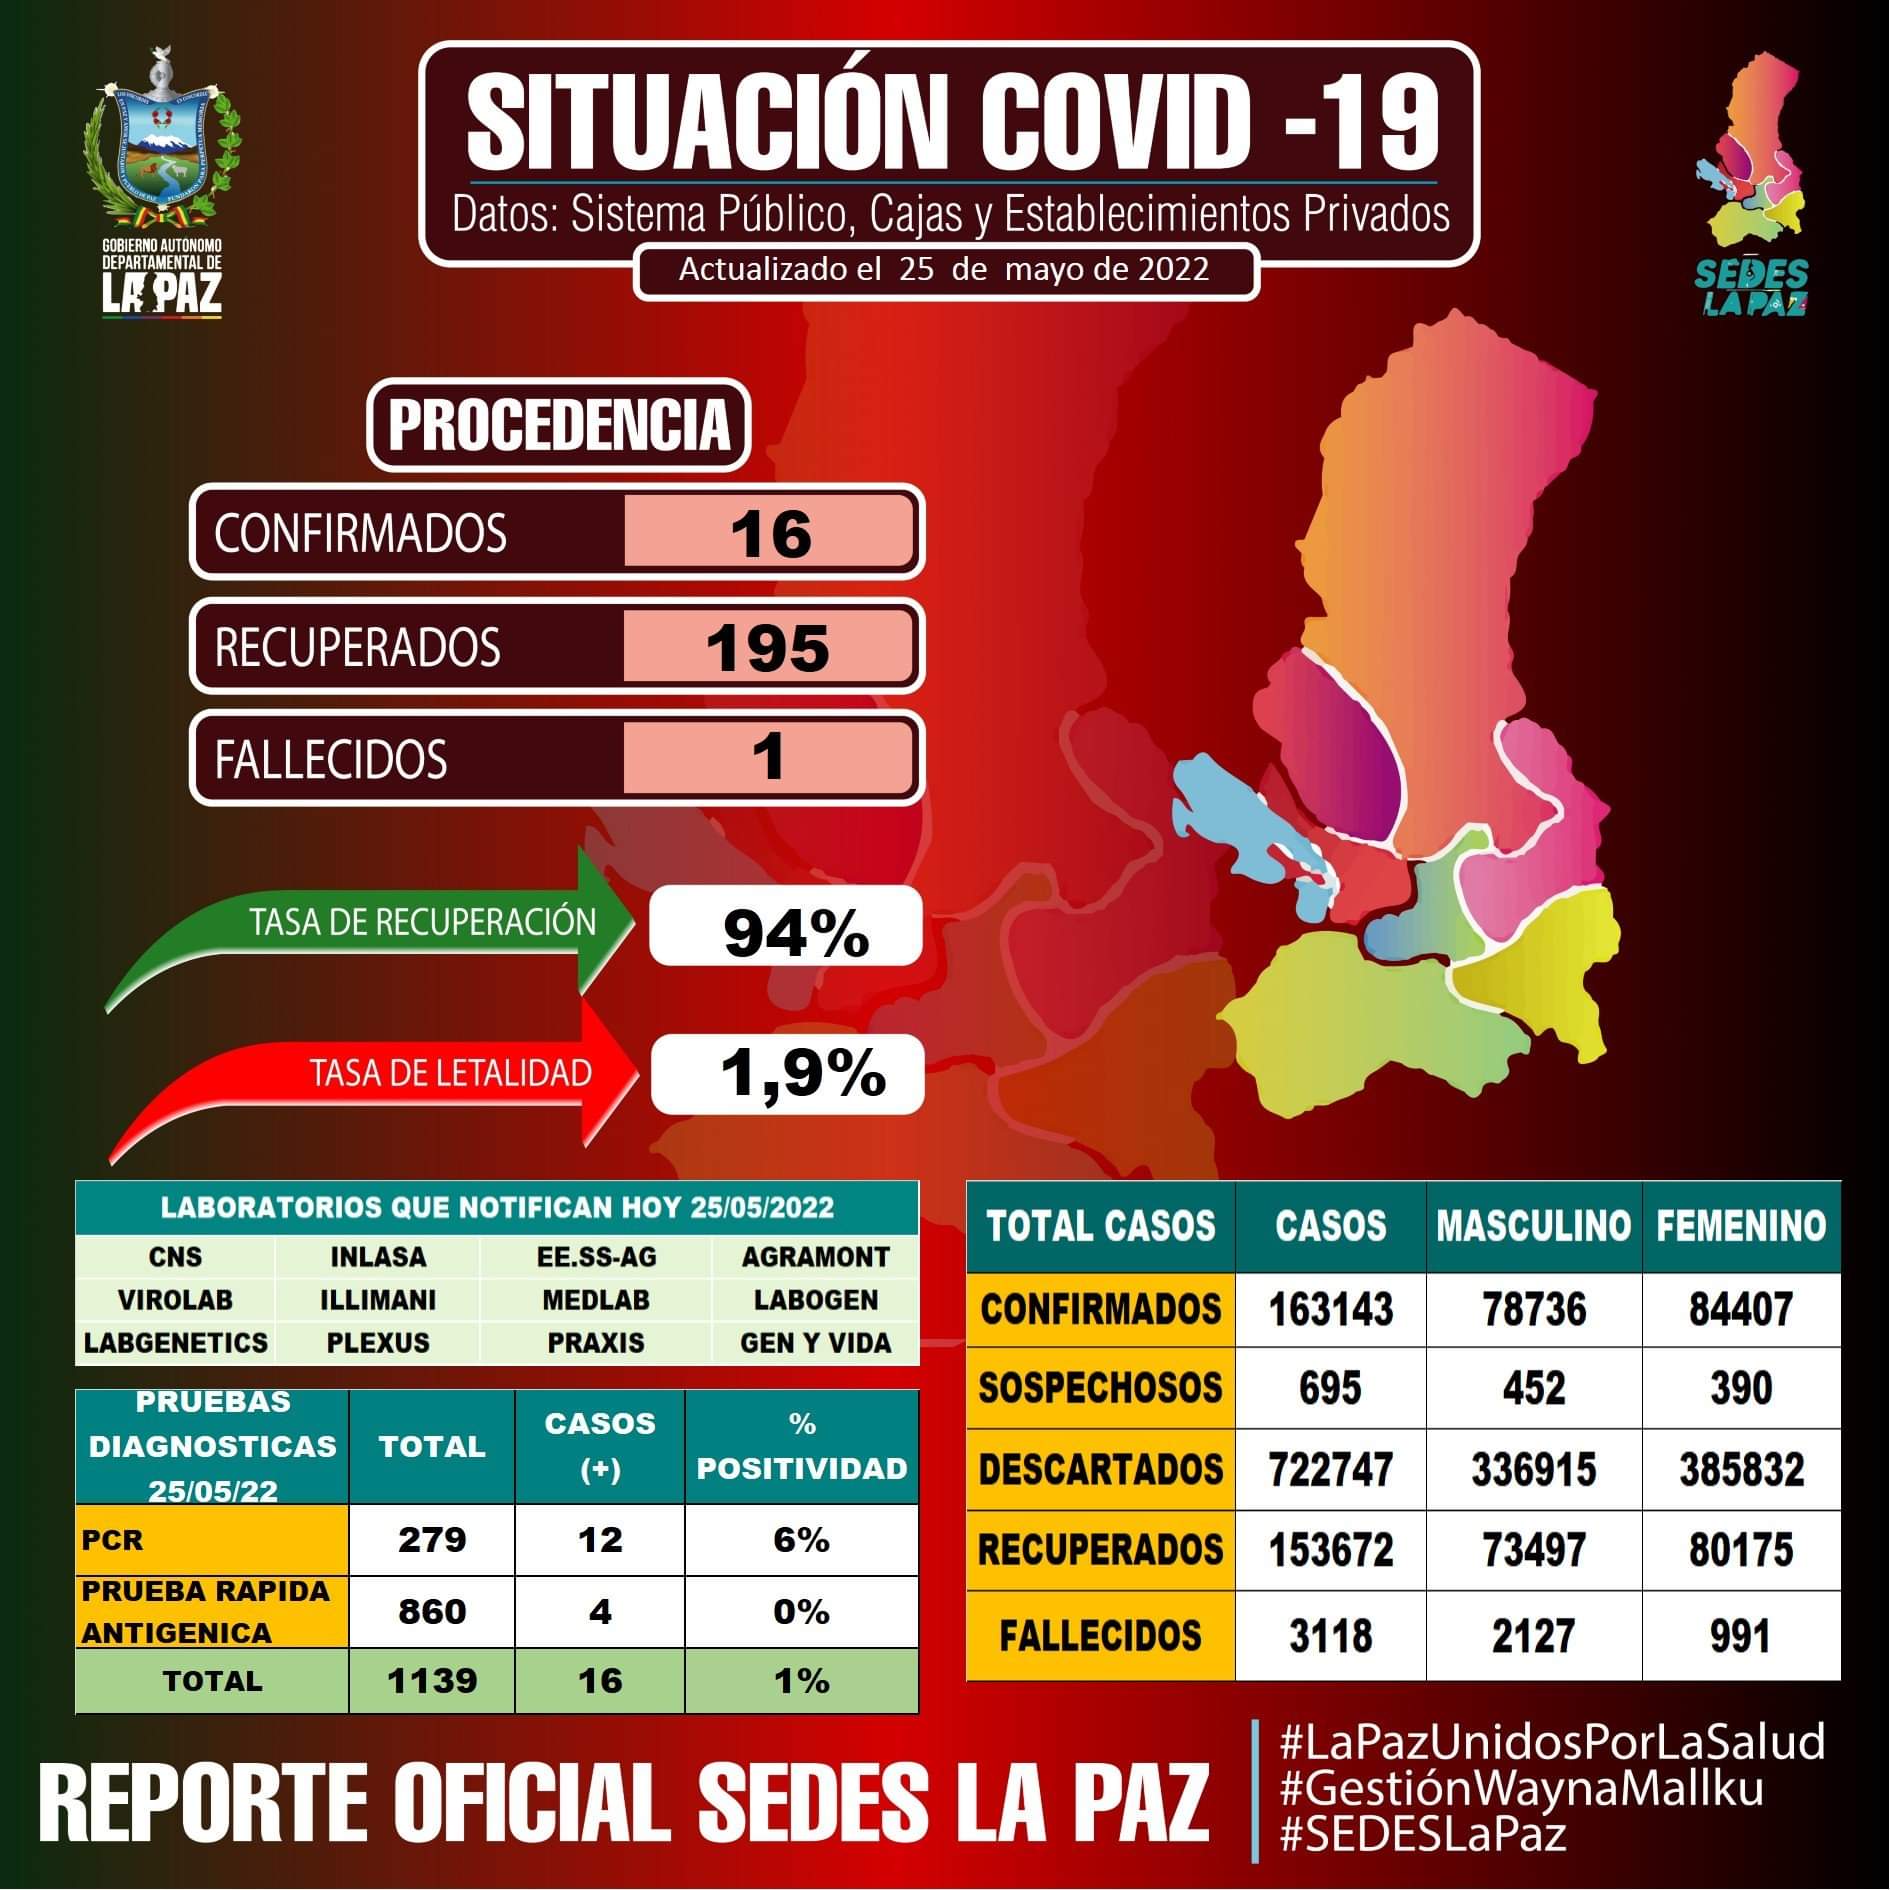 GOBIERNO AUTÓNOMO
DEPARTAMENTAL DE
LA PAZ
SITUACIÓN COVID -19
Datos: Sistema Público, Cajas y Establecimientos Privados
Actualizado el 25 de mayo de 2022
SEDES
LA PAZ
PROCEDENCIA
CONFIRMADOS 16
RECUPERADOS 195
FALLECIDOS 1
TASA DE RECUPERACIÓN 94%
TASA DE LETALIDAD 1,9%
LABORATORIOS QUE NOTIFICAN HOY 25/05/2022
CNS INLASA EE.SS-AG AGRAMONT
VIROLAB ILLIMANI MEDLAB LABOGEN
LABGENETICS PLEXUS PRAXIS GEN Y VIDA
PRUEBAS
DIAGNOSTICAS
25/05/22
TOTAL
CASOS
(+)
%
POSITIVIDAD
PCR 279 12 6%
PRUEBA RAPIDA
ANTIGENICA
860 4 0%
TOTAL 1139 16 1%
TOTAL CASOS CASOS MASCULINO FEMENINO
CONFIRMADOS 163143 78736 84407
SOSPECHOSOS 695 452 390
DESCARTADOS 722747 336915 385832
RECUPERADOS 153672 73497 80175
FALLECIDOS 3118 2127 991
REPORTE OFICIAL SEDES LA PAZ
#LaPazUnidosPorLaSalud
#GestiónWaynaMallku
#SEDESLaPaz